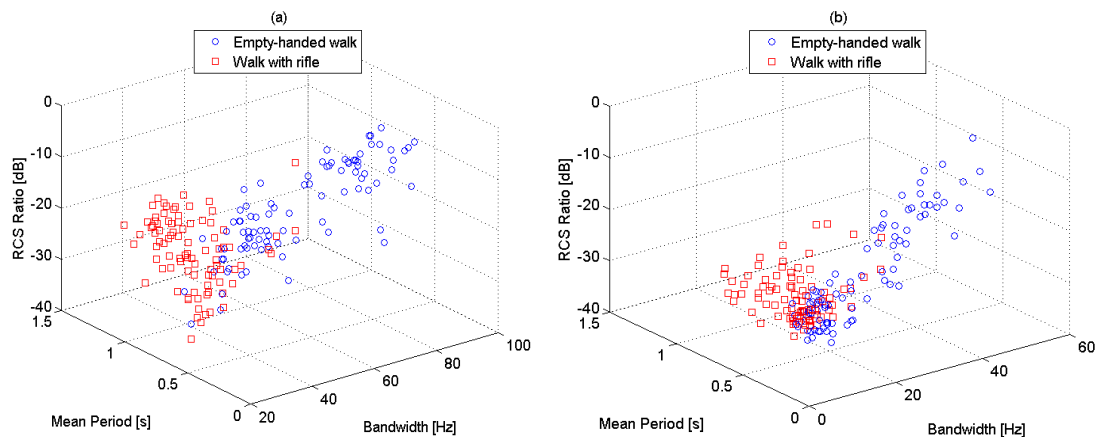 (a)
Empty-handed walk
Walk with rifle
RCS Ratio [dB]
0
-10
-20
-30
-40
1.5
1
0.5
0
20
40
60
80
100
Mean Period [s]
Bandwidth [Hz]
(b)
Empty-handed walk
Walk with rifle
RCS Ratio [dB]
0
-10
-20
-30
-40
1.5
1
0.5
0
0
20
40
60
Mean Period [s]
Bandwidth [Hz]